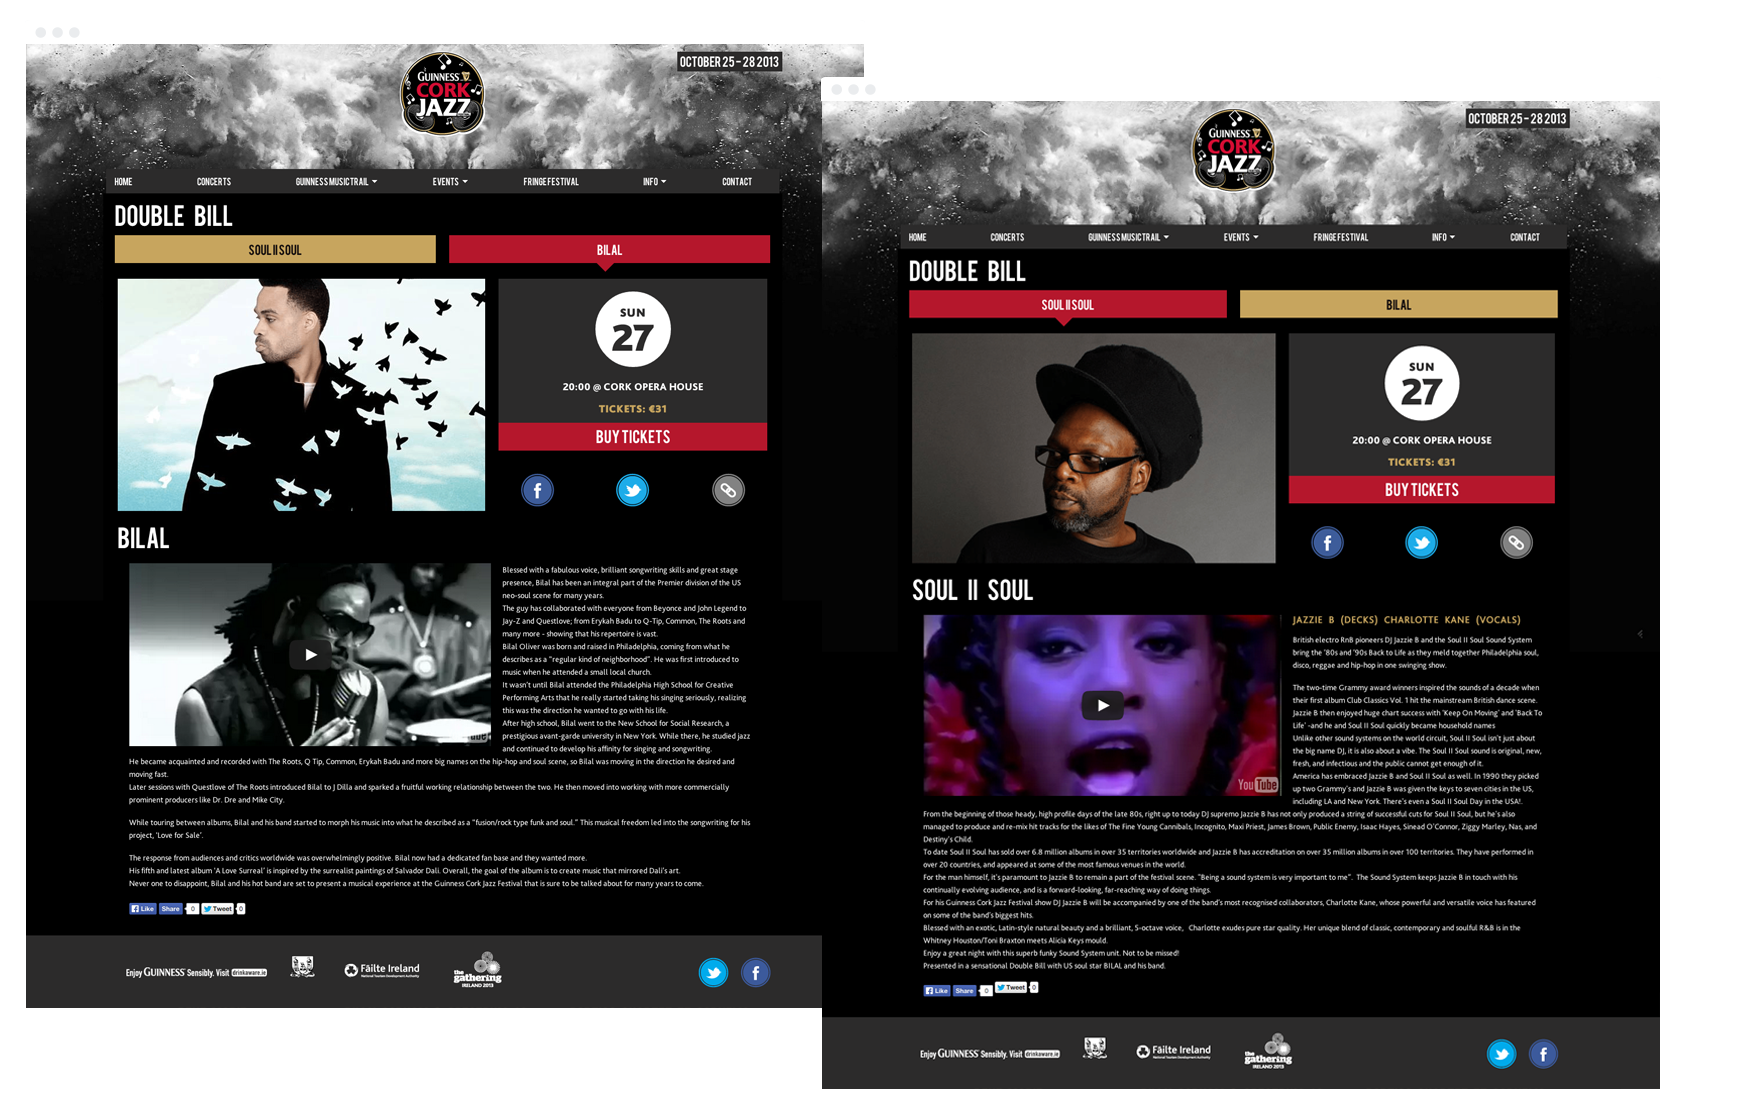 GUINNESS
CORK
JAZZ
OCTOBER 25 - 28 2013
HOME
CONCERTS
GUINNESS MUSIC TRAIL
EVENTS
FRINGE FESTIVAL
INFO
CONTACT
DOUBLE BILL
SOUL II SOUL
BILAL
SUN
27
20:00 @ CORK OPERA HOUSE
TICKETS: €31
BUY TICKETS
BILAL
Blessed with a fabulous voice, brilliant songwriting skills and great stage
presence, Bilal has been an integral part of the Premier division of the US
neo-soul scene for many years.
The guy has collaborated with everyone from Beyonce and John Legend to
Jay-Z and Questlove; from Erykah Badu to Q-Tip, Common, The Roots and
many more - showing that his repertoire is vast.
Bilal Oliver was born and raised in Philadelphia, coming from what he
describes as a "regular kind of neighborhood". He was first introduced to
music when he attended a small local church.
It wasn't until Bilal attended the Philadelphia High School for Creative
Performing Arts that he really started taking his singing seriously, realizing
this was the direction he wanted to go with his life.
After high school, Bilal went to the New School for Social Research, a
prestigious avant-garde university in New York. While there, he studied jazz
and continued to develop his affinity for singing and songwriting.
He became acquainted and recorded with The Roots, Q Tip, Common, Erykah Badu and more big names on the hip-hop and soul scene, so Bilal was moving in the direction he desired and
moving fast.
Later sessions with Questlove of The Roots introduced Bilal to J Dilla and sparked a fruitful working relationship between the two. He then moved into working with more commercially
prominent producers like Dr. Dre and Mike City.
While touring between albums, Bilal and his band started to morph his music into what he described as a "fusion/rock type funk and soul." This musical freedom led into the songwriting for his
project, 'Love for Sale'.
The response from audiences and critics worldwide was overwhelmingly positive. Bilal now had a dedicated fan base and they wanted more.
His fifth and latest album 'A Love Surreal' is inspired by the surrealist paintings of Salvador Dali. Overall, the goal of the album is to create music that mirrored Dali's art.
Never one to disappoint, Bilal and his hot band are set to present a musical experience at the Guinness Cork Jazz Festival that is sure to be talked about for many years to come.
Like Share 0 Tweet 0
Enjoy GUINNESS Sensibly. Visit drinkaware.ie
Fáilte Ireland
National Tourism Development Authority
the
gathering
IRELAND 2013
GUINNESS
CORK
JAZZ
OCTOBER 25 - 28 2013
HOME
CONCERTS
GUINNESS MUSIC TRAIL
EVENTS
FRINGE FESTIVAL
INFO
CONTACT
DOUBLE BILL
SOUL II SOUL
BILAL
SUN
27
20:00 @ CORK OPERA HOUSE
TICKETS: €31
BUY TICKETS
SOUL II SOUL
YouTube
JAZZIE B (DECKS) CHARLOTTE KANE (VOCALS)
British electro RnB pioneers DJ Jazzie B and the Soul II Soul Sound System
bring the '80s and '90s Back to Life as they meld together Philadelphia soul,
disco, reggae and hip-hop in one swinging show.
The two-time Grammy award winners inspired the sounds of a decade when
their first album Club Classics Vol. 1 hit the mainstream British dance scene.
Jazzie B then enjoyed huge chart success with 'Keep On Moving' and 'Back To
Life' -and he and Soul II Soul quickly became household names
Unlike other sound systems on the world circuit, Soul II Soul isn't just about
the big name DJ, it is also about a vibe. The Soul II Soul sound is original, new,
fresh, and infectious and the public cannot get enough of it.
America has embraced Jazzie B and Soul II Soul as well. In 1990 they picked
up two Grammy's and Jazzie B was given the keys to seven cities in the US,
including LA and New York. There's even a Soul II Soul Day in the USA!.
From the beginning of those heady, high profile days of the late 80s, right up to today DJ supremo Jazzie B has not only produced a string of successful cuts for Soul II Soul, but he's also
managed to produce and re-mix hit tracks for the likes of The Fine Young Cannibals, Incognito, Maxi Priest, James Brown, Public Enemy, Isaac Hayes, Sinead O'Connor, Ziggy Marley, Nas, and
Destiny's Child.
To date Soul II Soul has sold over 6.8 million albums in over 35 territories worldwide and Jazzie B has accreditation on over 35 million albums in over 100 territories. They have performed in
over 20 countries, and appeared at some of the most famous venues in the world.
For the man himself, it's paramount to Jazzie B to remain a part of the festival scene. "Being a sound system is very important to me". The Sound System keeps Jazzie B in touch with his
continually evolving audience, and is a forward-looking, far-reaching way of doing things.
For his Guinness Cork Jazz Festival show DJ Jazzie B will be accompanied by one of the band's most recognised collaborators, Charlotte Kane, whose powerful and versatile voice has featured
on some of the band's biggest hits.
Blessed with an exotic, Latin-style natural beauty and a brilliant, 5-octave voice, Charlotte exudes pure star quality. Her unique blend of classic, contemporary and soulful R&B is in the
Whitney Houston/Toni Braxton meets Alicia Keys mould.
Enjoy a great night with this superb funky Sound System unit. Not to be missed!
Presented in a sensational Double Bill with US soul star BILAL and his band.
Like Share 0 Tweet 0
Enjoy GUINNESS Sensibly. Visit drinkaware.ie
Fáilte Ireland
National Tourism Development Authority
the
gathering
IRELAND 2013